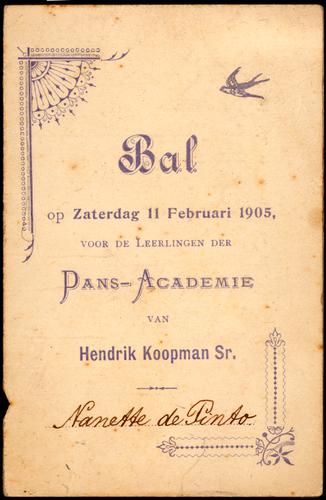 Bal
op Zaterdag 11 Februari 1905,
VOOR DE LEERLINGEN DER
DANS-ACADEMIE
VAN
Hendrik Koopman Sr.
Nanette de Pinto.